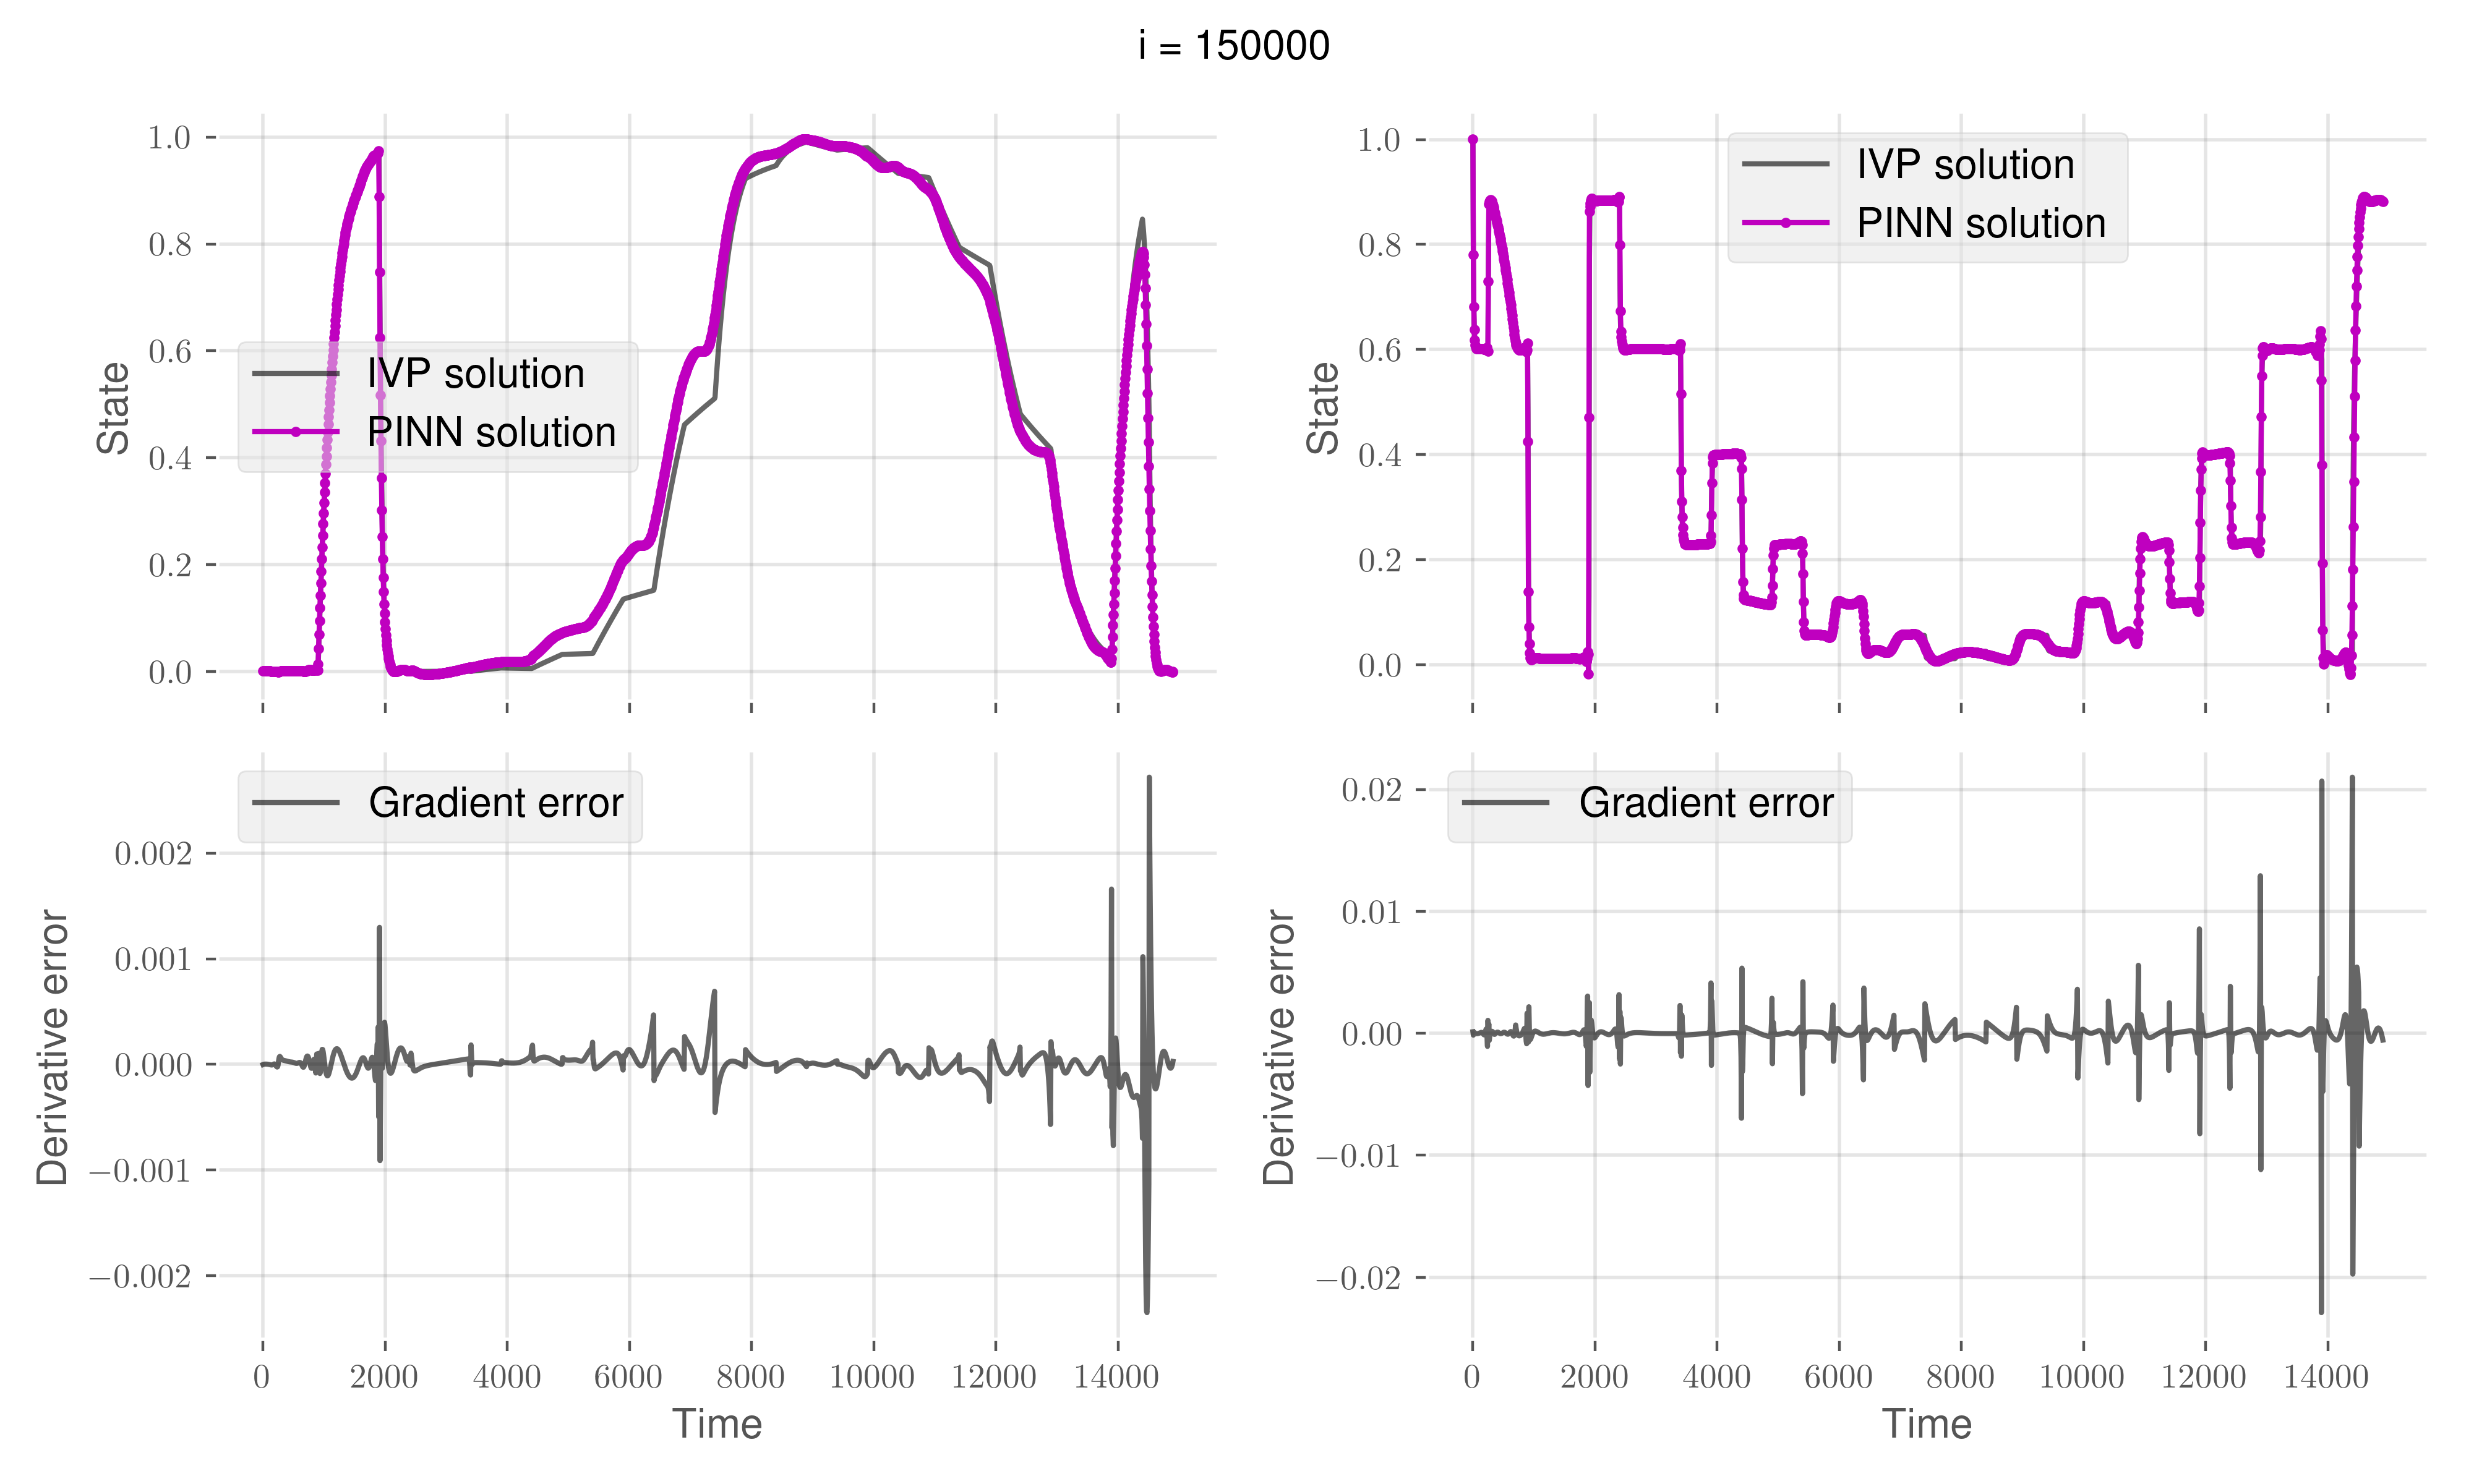 i = 150000
1.0
0.8
0.6
0.4
0.2
0.0
State
IVP solution
PINN solution
1.0
0.8
0.6
0.4
0.2
0.0
State
IVP solution
PINN solution
0.002
0.001
0.000
−0.001
−0.002
Derivative error
Gradient error
0 2000 4000 6000 8000 10000 12000 14000
Time
0.02
0.01
0.00
−0.01
−0.02
Derivative error
Gradient error
0 2000 4000 6000 8000 10000 12000 14000
Time